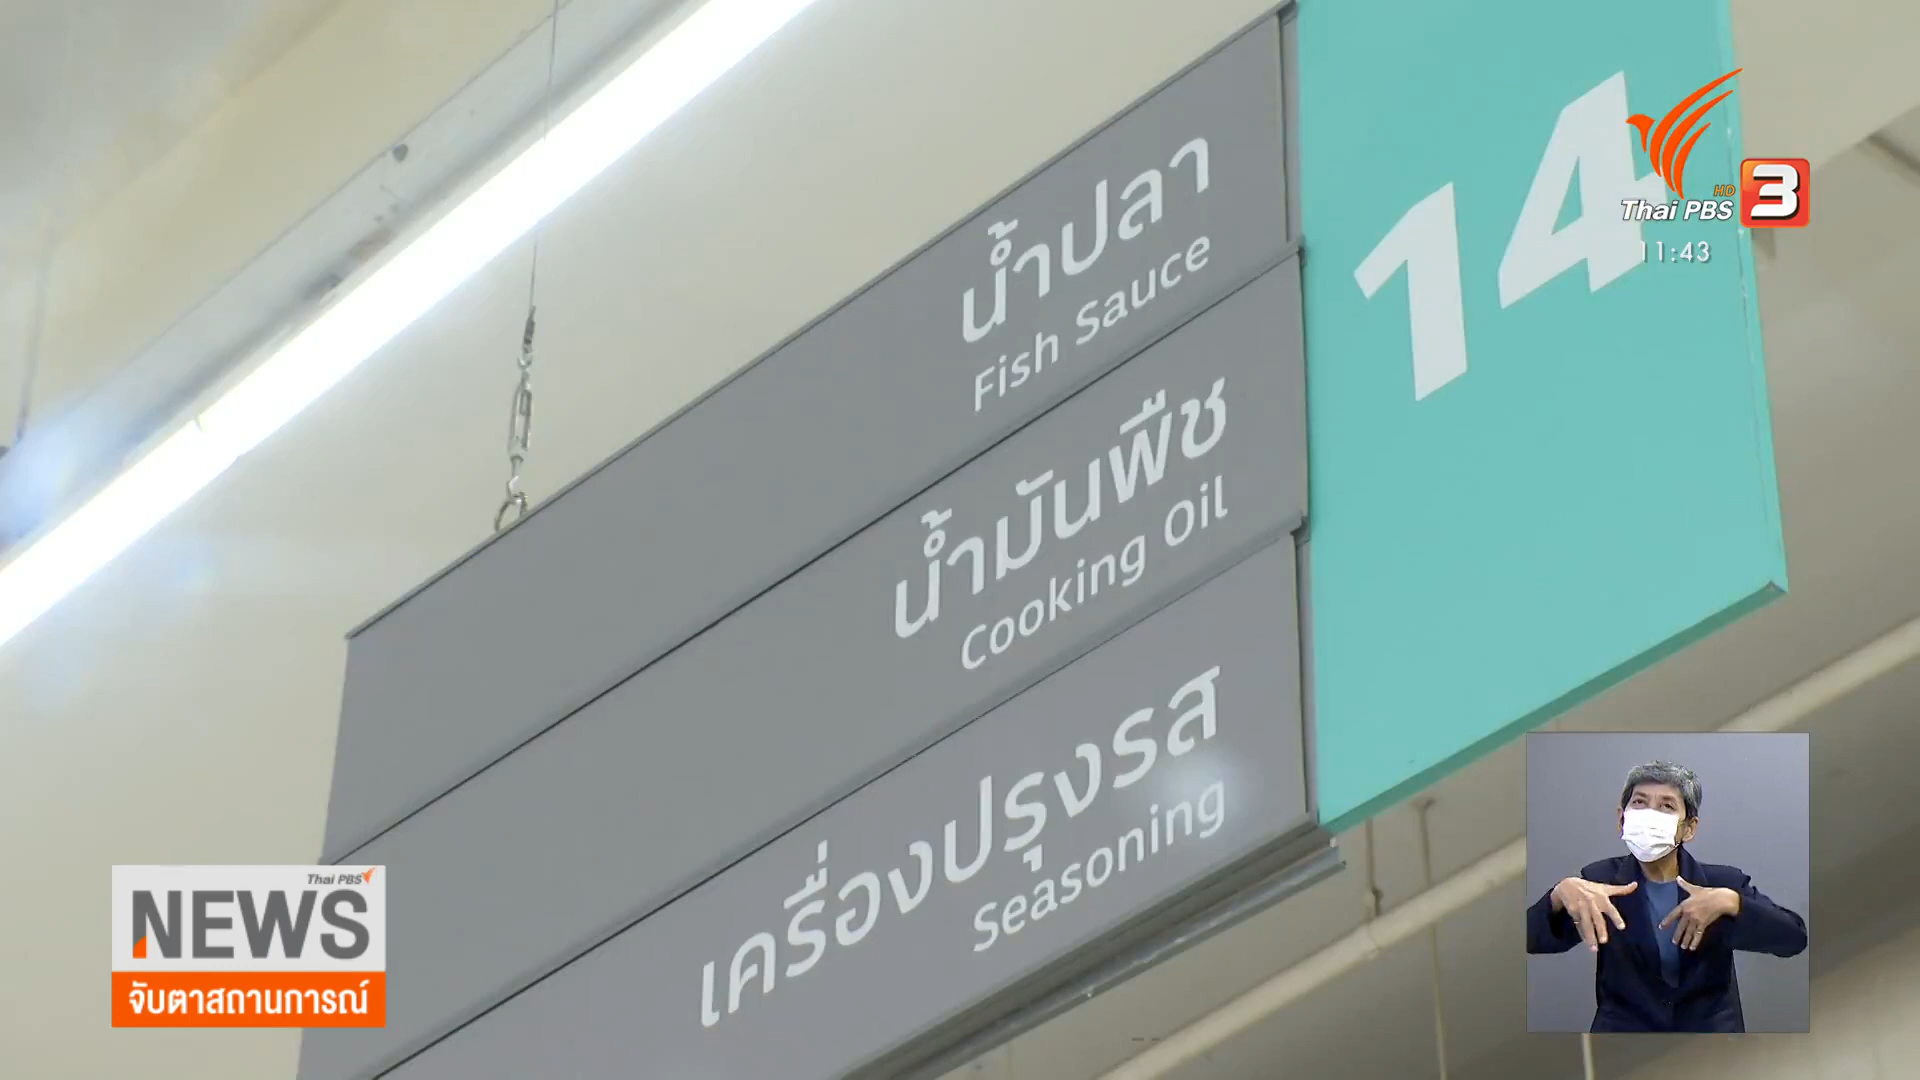 น้ำปลา
Fish Sauce
น้ำมันพืช
Cooking Oil
เครื่องปรุงรส
Seasoning
14
HD
Thai PBS 3
11:43
Thai PBS
NEWS
จับตาสถานการณ์